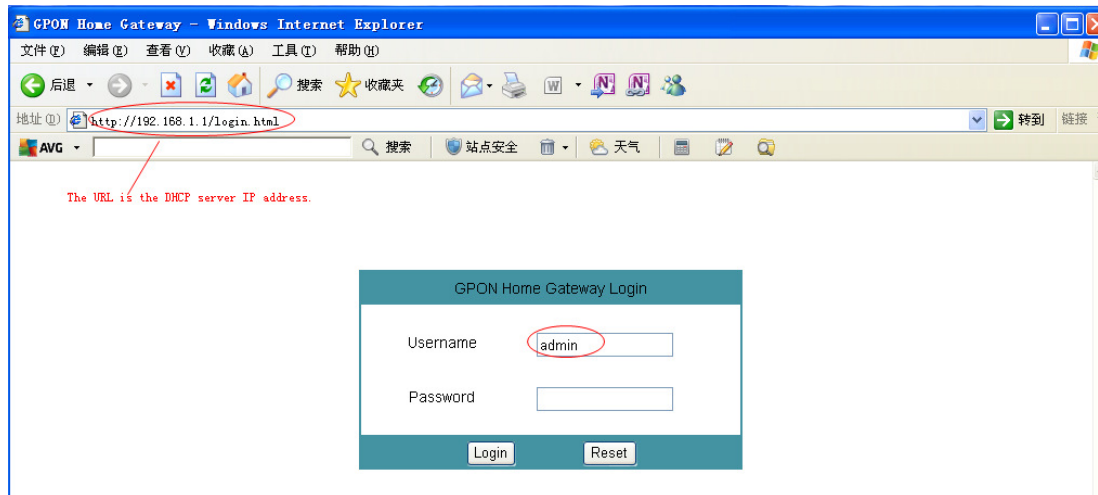 GPON Home Gateway - Windows Internet Explorer
文件(F) 编辑(E) 查看(V) 收藏(A) 工具(T) 帮助(H)
后退 搜索 收藏夹 W N N
地址(D) http://192.168.1.1/login.html 转到 链接
AVG 搜索 站点安全 天气
The URL is the DHCP server IP address.
GPON Home Gateway Login
Username admin
Password
Login Reset